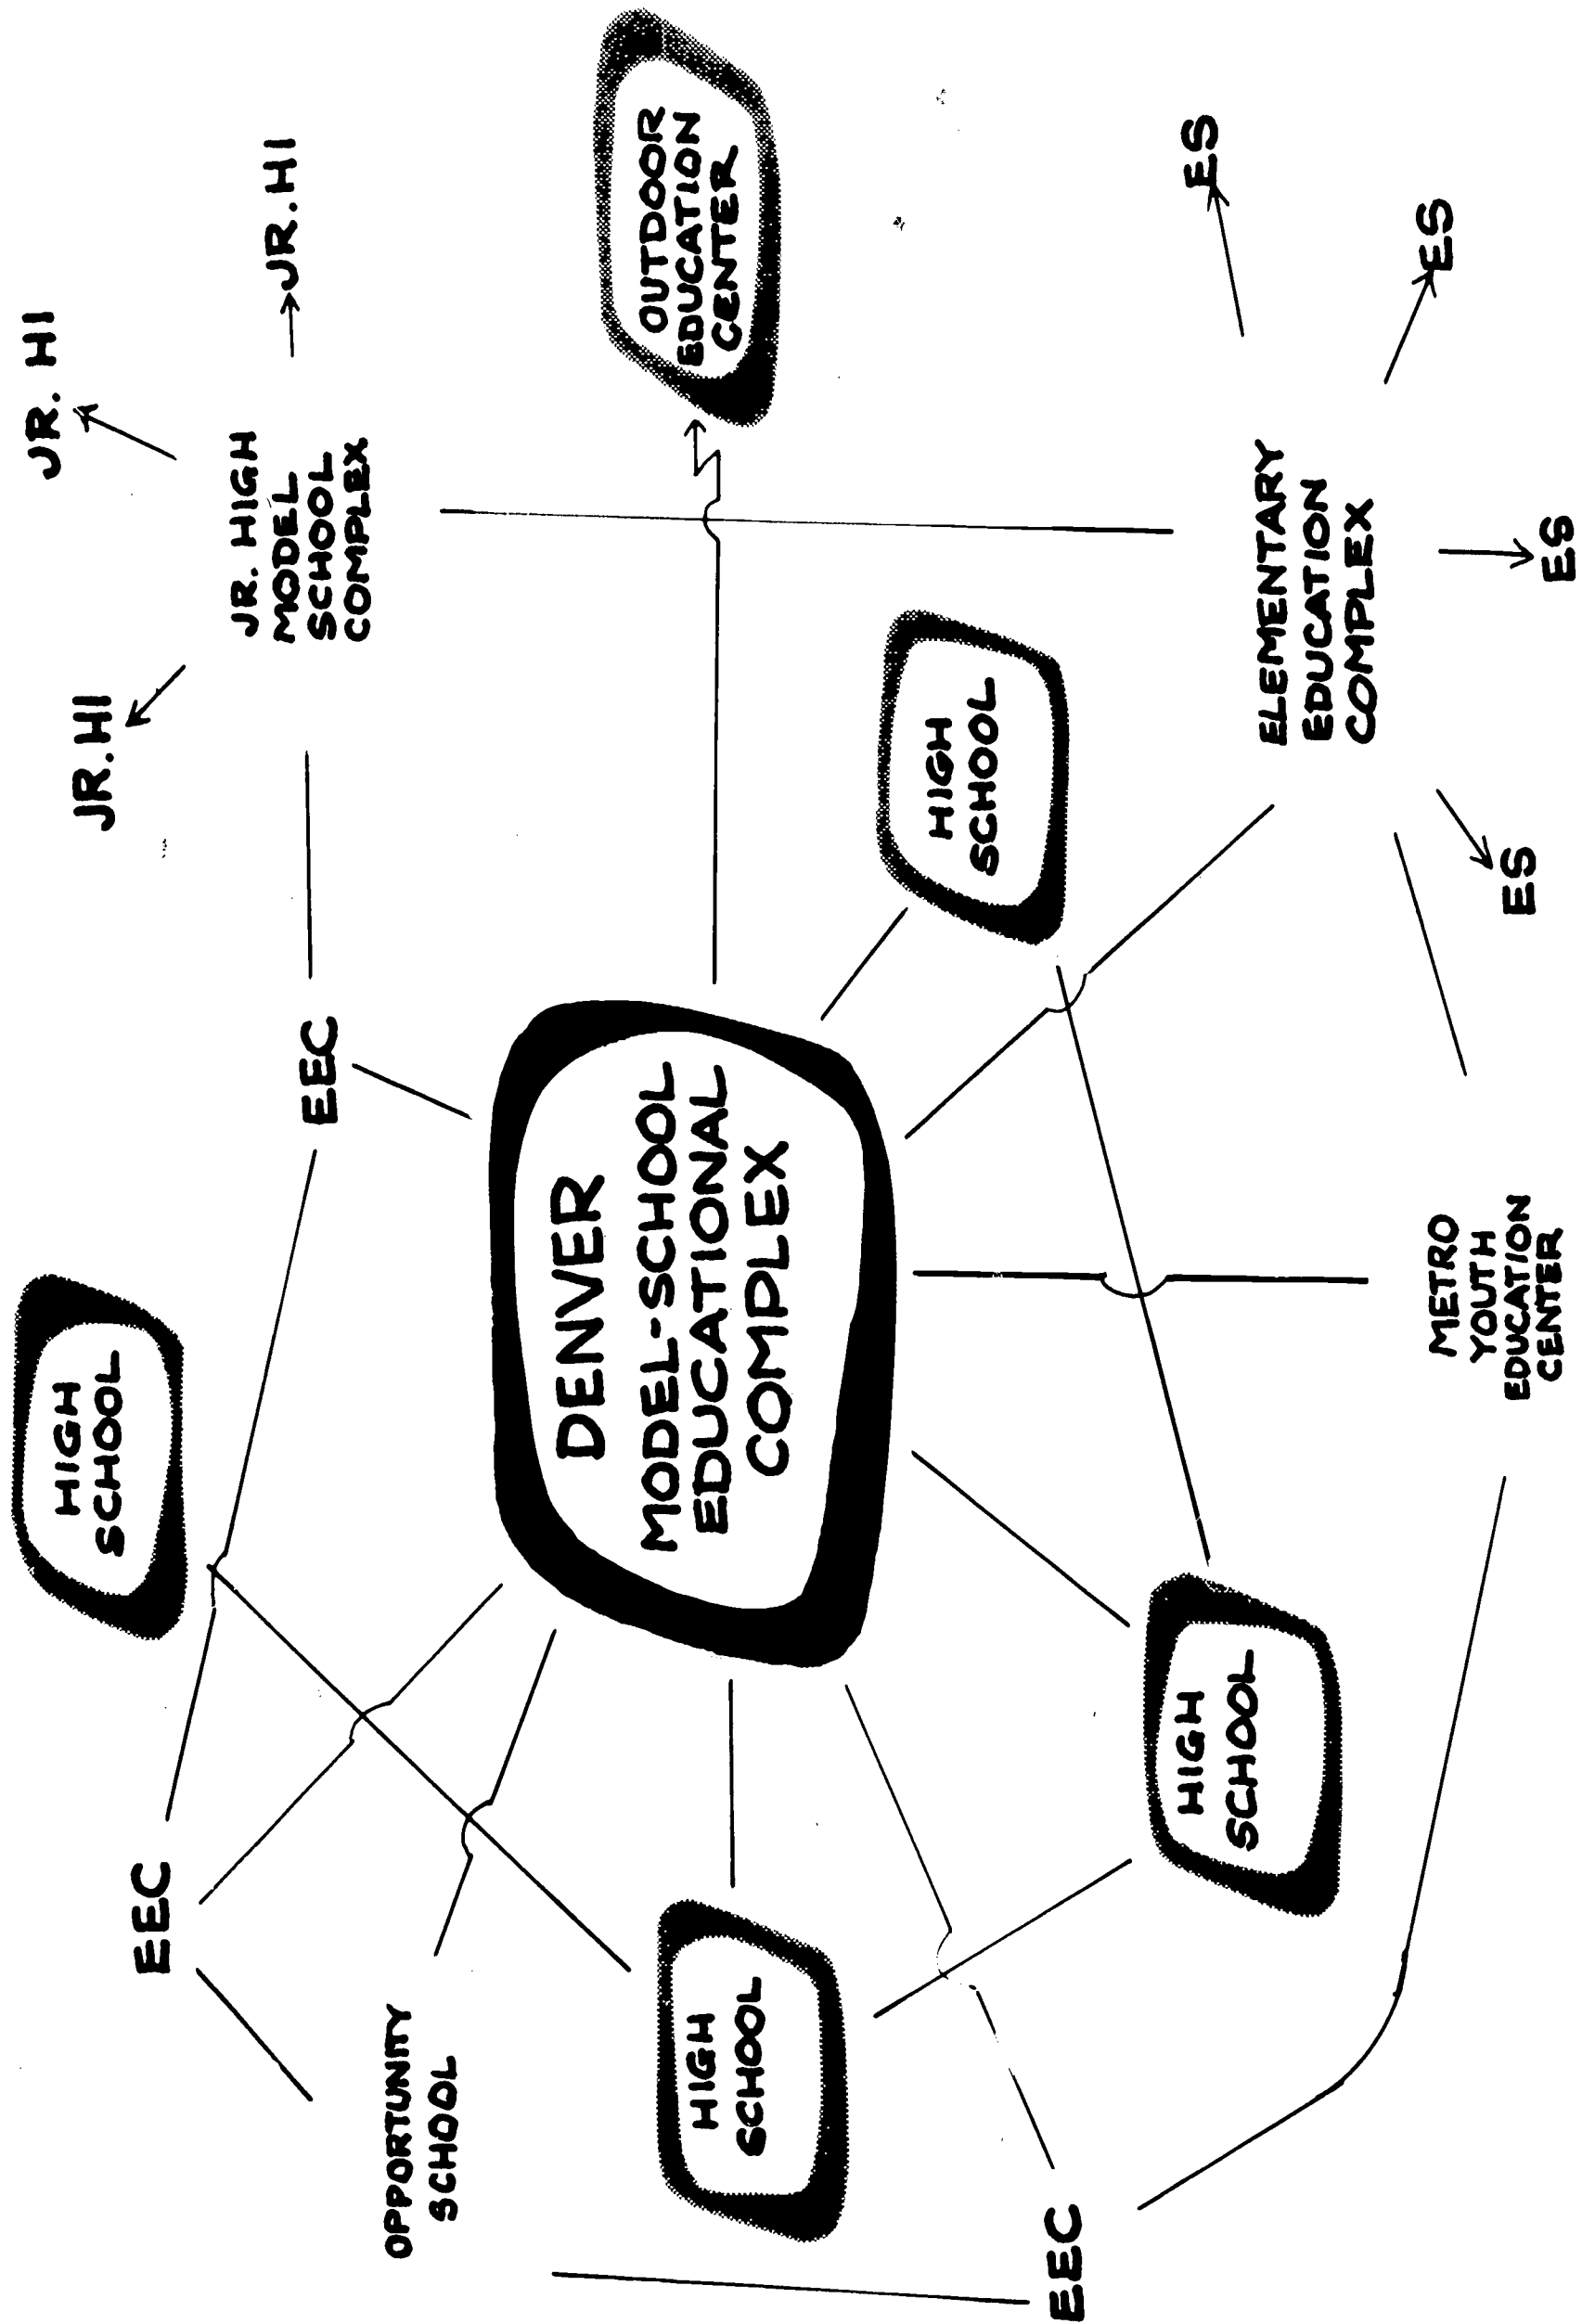 HIGH
SCHOOL
JR. HI
JR.HI
EEC
JR. HIGH
MODEL
SCHOOL
COMPLEX
JR.HI
EEC
OPPORTUNITY
SCHOOL
DENVER
MODEL-SCHOOL
EDUCATIONAL
COMPLEX
OUTDOOR
EDUCATION
CENTER
HIGH
SCHOOL
HIGH
SCHOOL
EEC
HIGH
SCHOOL
ES
ELEMENTARY
EDUCATION
COMPLEX
ES
METRO
YOUTH
EDUCATION
CENTER
ES
ES